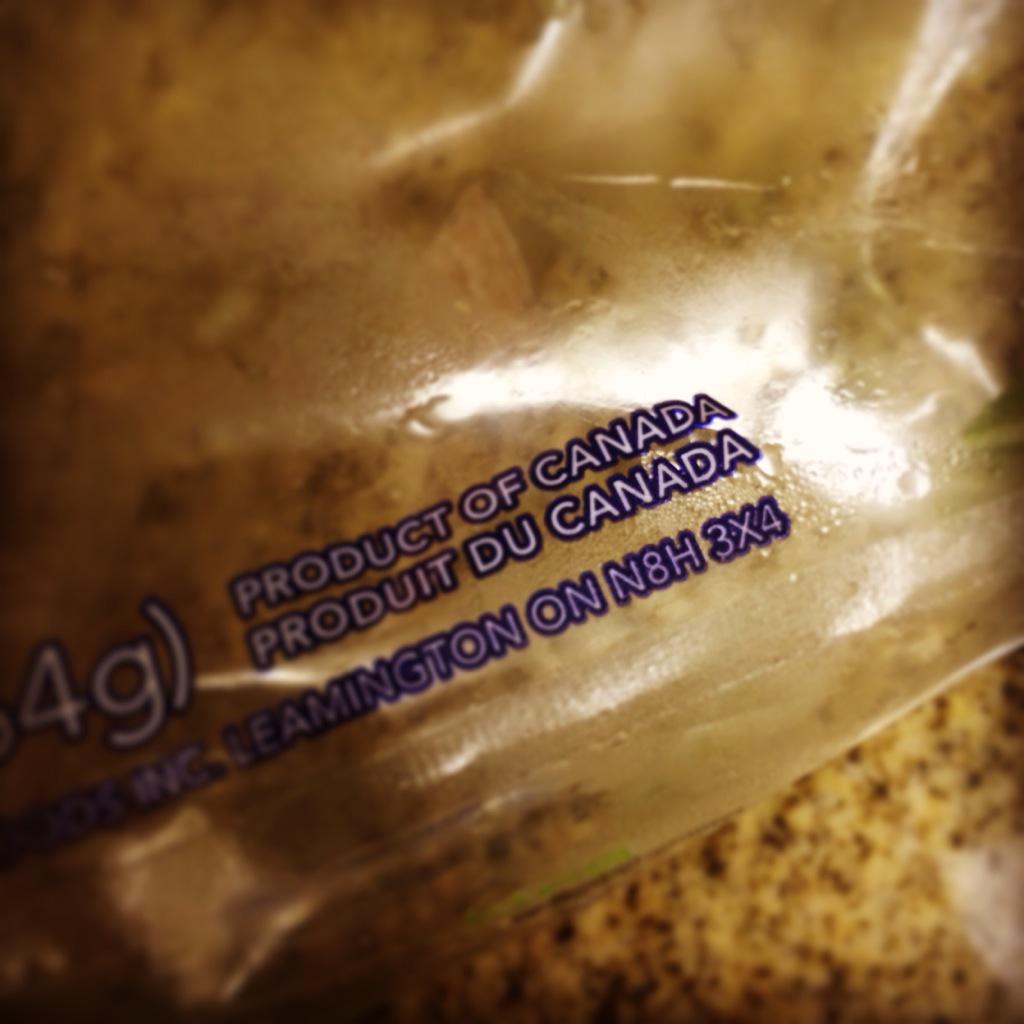 PRODUCT OF CANADA
PRODUIT DU CANADA
4g)
INC. LEAMINGTON ON N8H 3X4